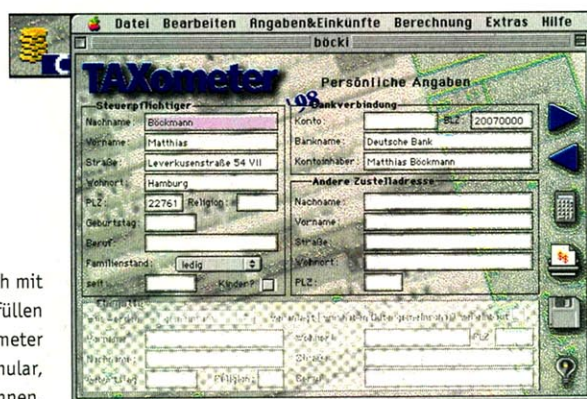 Datei Bearbeiten Angaben&Einkünfte Berechnung Extras Hilfe
böcki
TAXometer '98
Persönliche Angaben
Steuerpflichtiger
Nachname: Böckmann
Vorname: Matthias
Straße: Leverkusenstraße 54 VII
Wohnort: Hamburg
PLZ: 22761 Religion:
Geburtstag:
Beruf:
Familienstand: ledig
seit: Kinder?
Bankverbindung
Konto: BLZ: 20070000
Bankname: Deutsche Bank
Kontoinhaber: Matthias Böckmann
Andere Zustelladresse
Nachname:
Vorname:
Straße:
Wohnort:
PLZ:
Vorname:
Nachname:
Religion:
Wohnort: PLZ:
Straße:
Beruf:
h mit
füllen
meter
nular,
nnen.